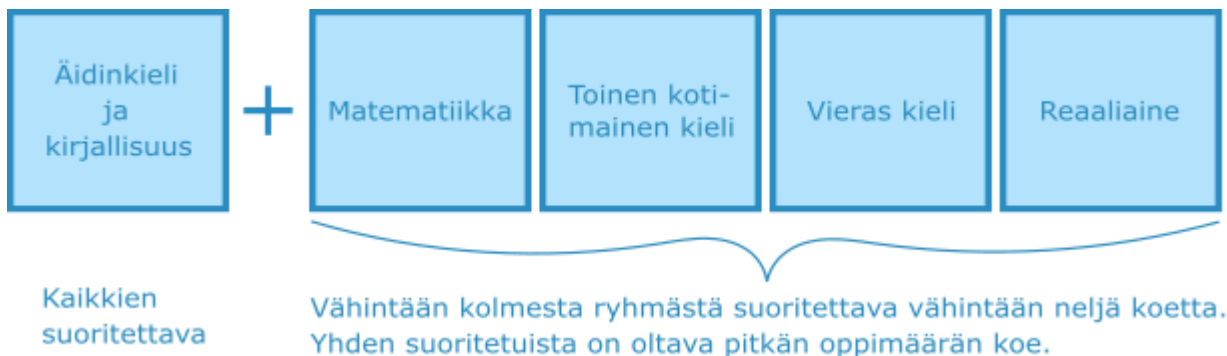 Äidinkieli
ja
kirjallisuus
+
Matematiikka
Toinen koti-
mainen kieli
Vieras kieli
Reaaliaine
Kaikkien
suoritettava
Vähintään kolmesta ryhmästä suoritettava vähintään neljä koetta.
Yhden suoritetuista on oltava pitkän oppimäärän koe.